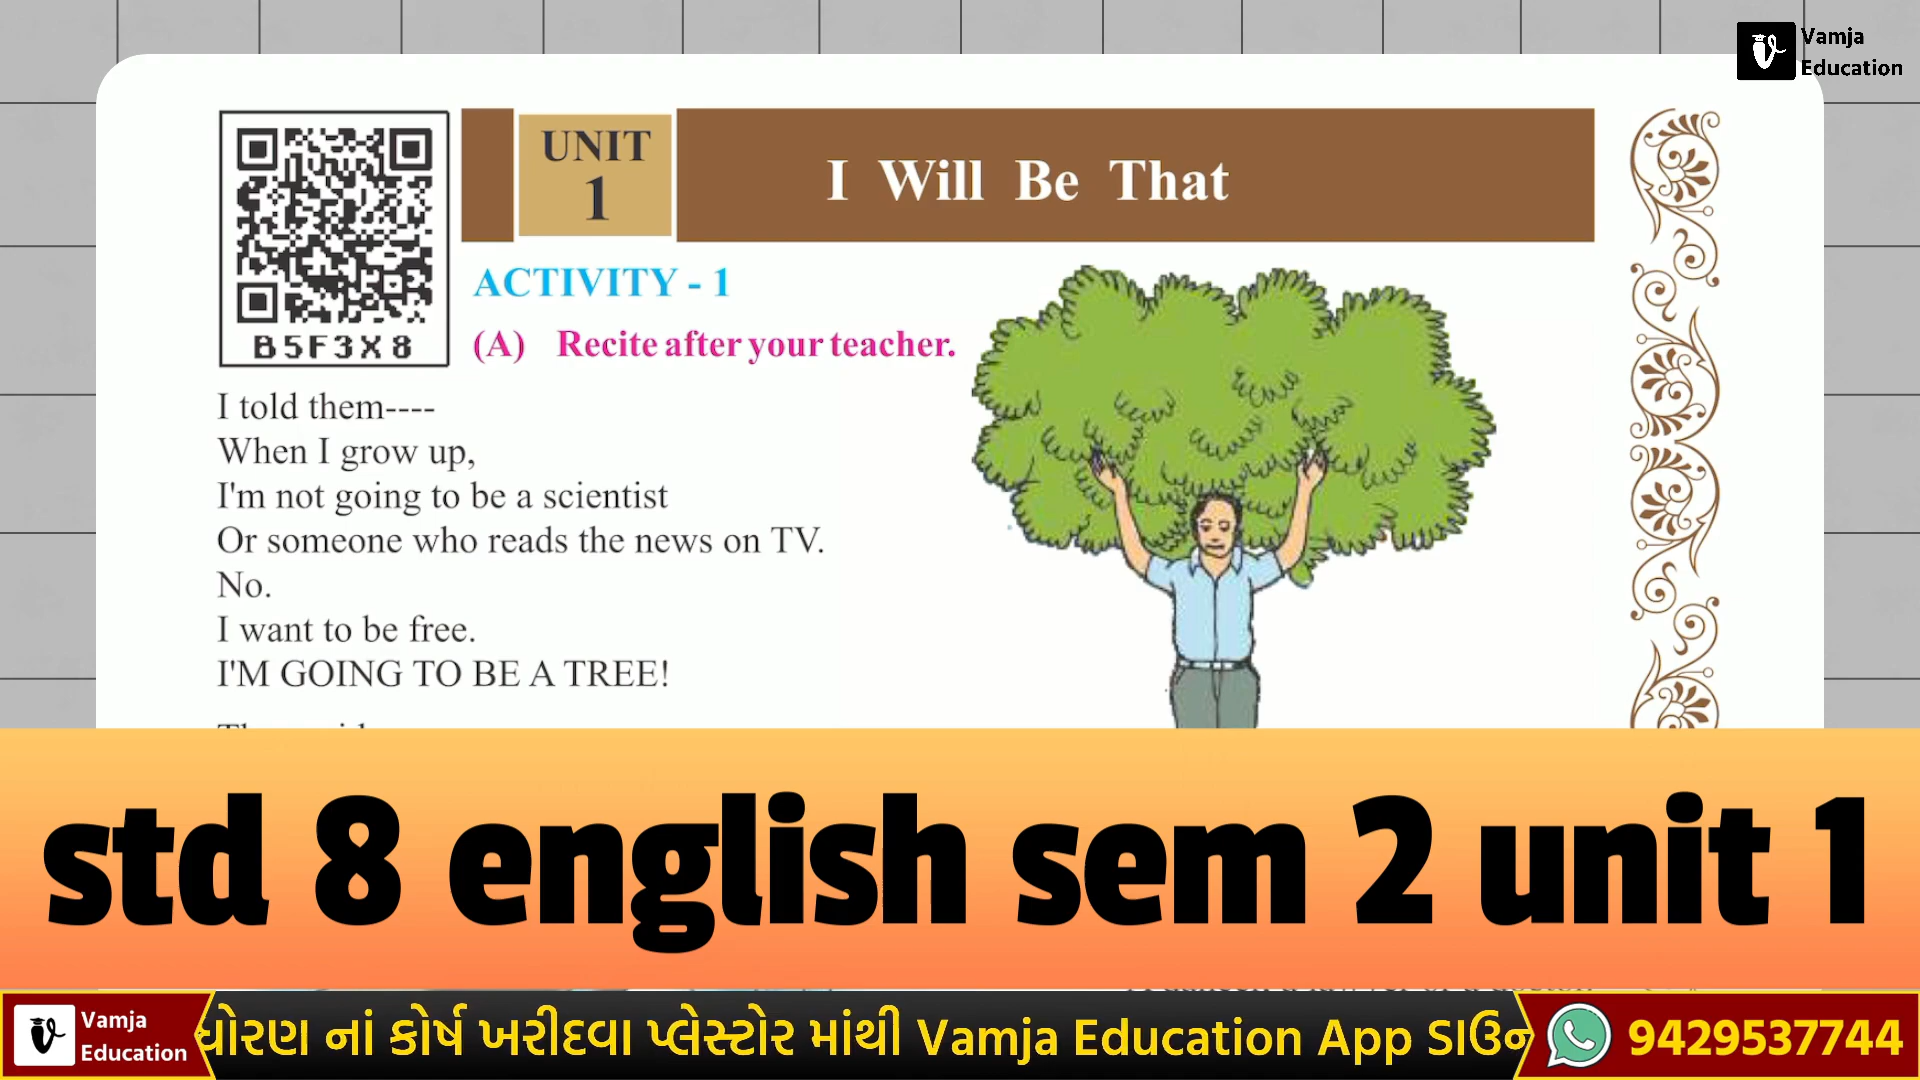 Vamja
Education
UNIT
1
I Will Be That
B5F3X8
ACTIVITY - 1
(A) Recite after your teacher.
I told them----
When I grow up,
I'm not going to be a scientist
Or someone who reads the news on TV.
No.
I want to be free.
I'M GOING TO BE A TREE!
std 8 english sem 2 unit 1
Vamja
Education
ધોરણ નાં કોર્ષ ખરીદવા પ્લેસ્ટોર માંથી Vamja Education App
9429537744